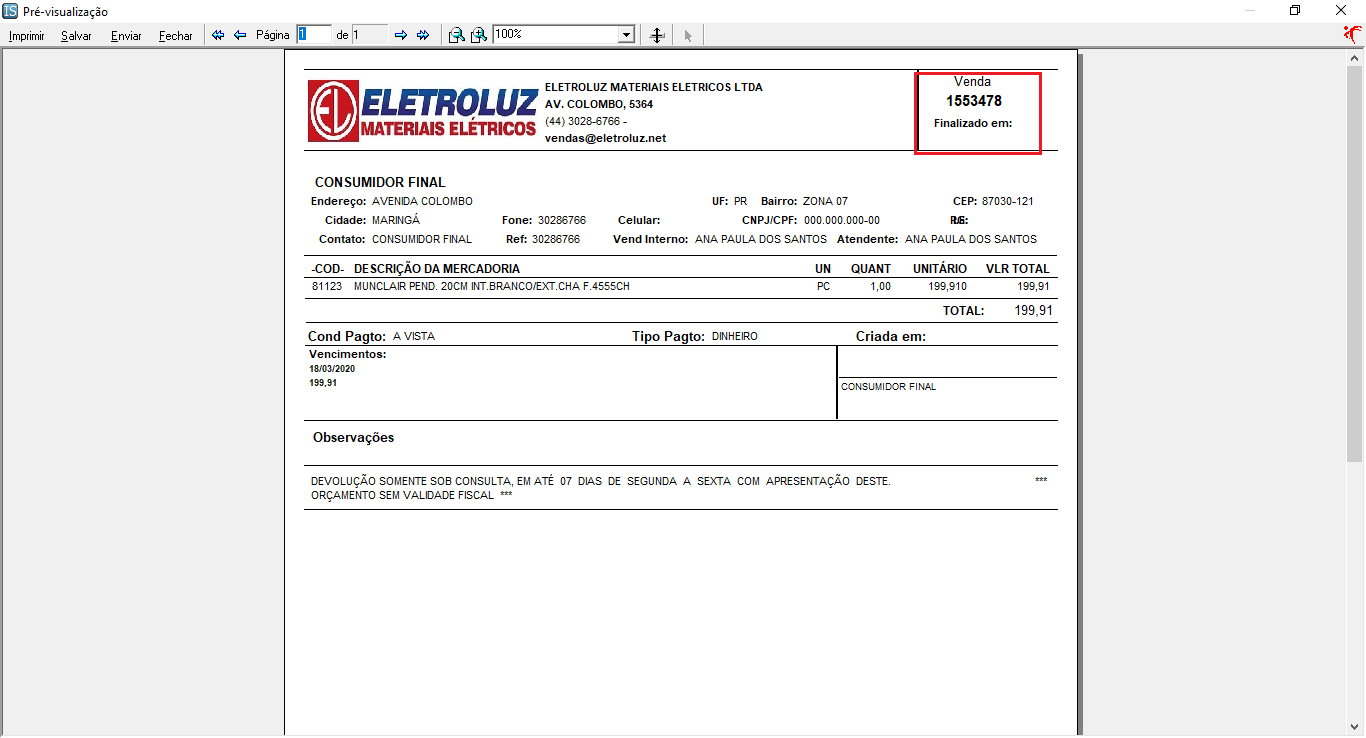 Pré-visualização
Imprimir Salvar Enviar Fechar Página 1 de 1 100%
ELETROLUZ
MATERIAIS ELÉTRICOS
ELETROLUZ MATERIAIS ELETRICOS LTDA
AV. COLOMBO, 5364
(44) 3028-6766 -
vendas@eletroluz.net
Venda
1553478
Finalizado em:
CONSUMIDOR FINAL
Endereço: AVENIDA COLOMBO UF: PR Bairro: ZONA 07 CEP: 87030-121
Cidade: MARINGÁ Fone: 30286766 Celular: CNPJ/CPF: 000.000.000-00
Contato: CONSUMIDOR FINAL Ref: 30286766 Vend Interno: ANA PAULA DOS SANTOS Atendente: ANA PAULA DOS SANTOS
-COD- DESCRIÇÃO DA MERCADORIA UN QUANT UNITÁRIO VLR TOTAL
81123 MUNCLAIR PEND. 20CM INT.BRANCO/EXT.CHA F.4555CH PC 1,00 199,910 199,91
TOTAL: 199,91
Cond Pagto: A VISTA Tipo Pagto: DINHEIRO Criada em:
Vencimentos:
18/03/2020
199,91
CONSUMIDOR FINAL
Observações
DEVOLUÇÃO SOMENTE SOB CONSULTA, EM ATÉ 07 DIAS DE SEGUNDA A SEXTA COM APRESENTAÇÃO DESTE. ***
ORÇAMENTO SEM VALIDADE FISCAL ***